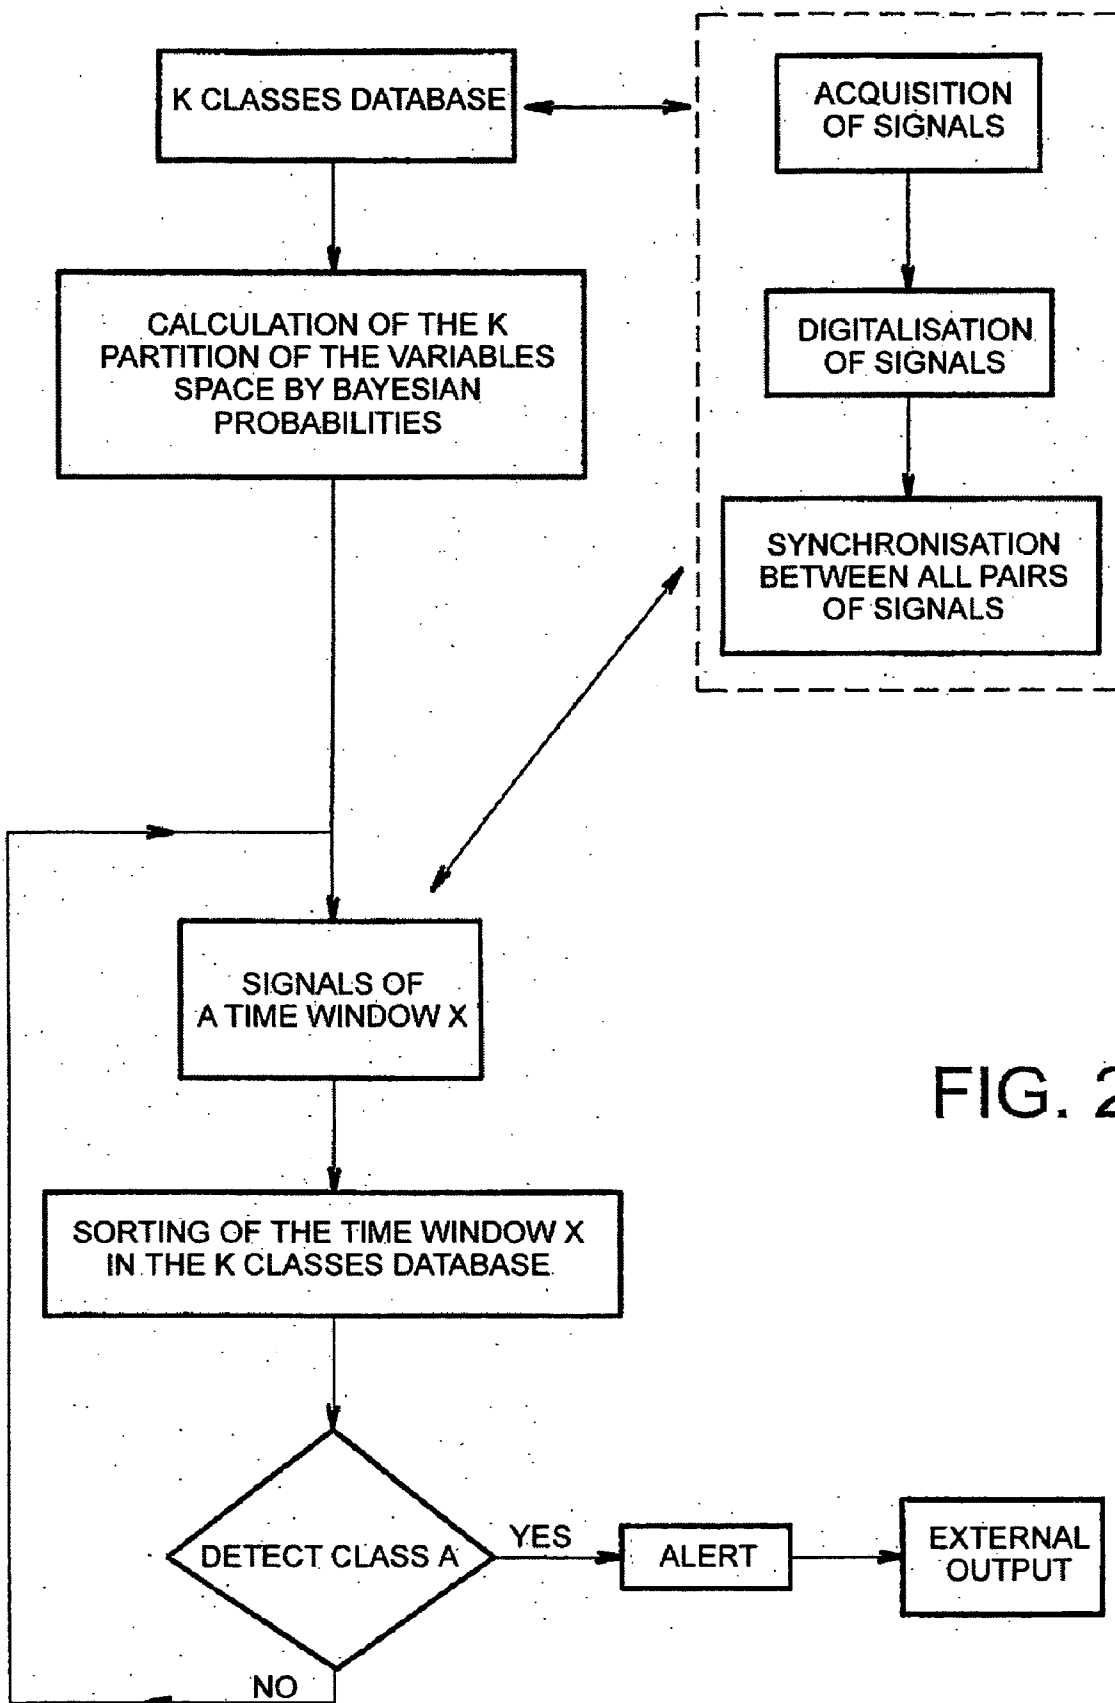 K CLASSES DATABASE
ACQUISITION
OF SIGNALS
CALCULATION OF THE K
PARTITION OF THE VARIABLES
SPACE BY BAYESIAN
PROBABILITIES
DIGITALISATION
OF SIGNALS
SYNCHRONISATION
BETWEEN ALL PAIRS
OF SIGNALS
SIGNALS OF
A TIME WINDOW X
FIG. 2
SORTING OF THE TIME WINDOW X
IN THE K CLASSES DATABASE
DETECT CLASS A
YES
ALERT
EXTERNAL
OUTPUT
NO